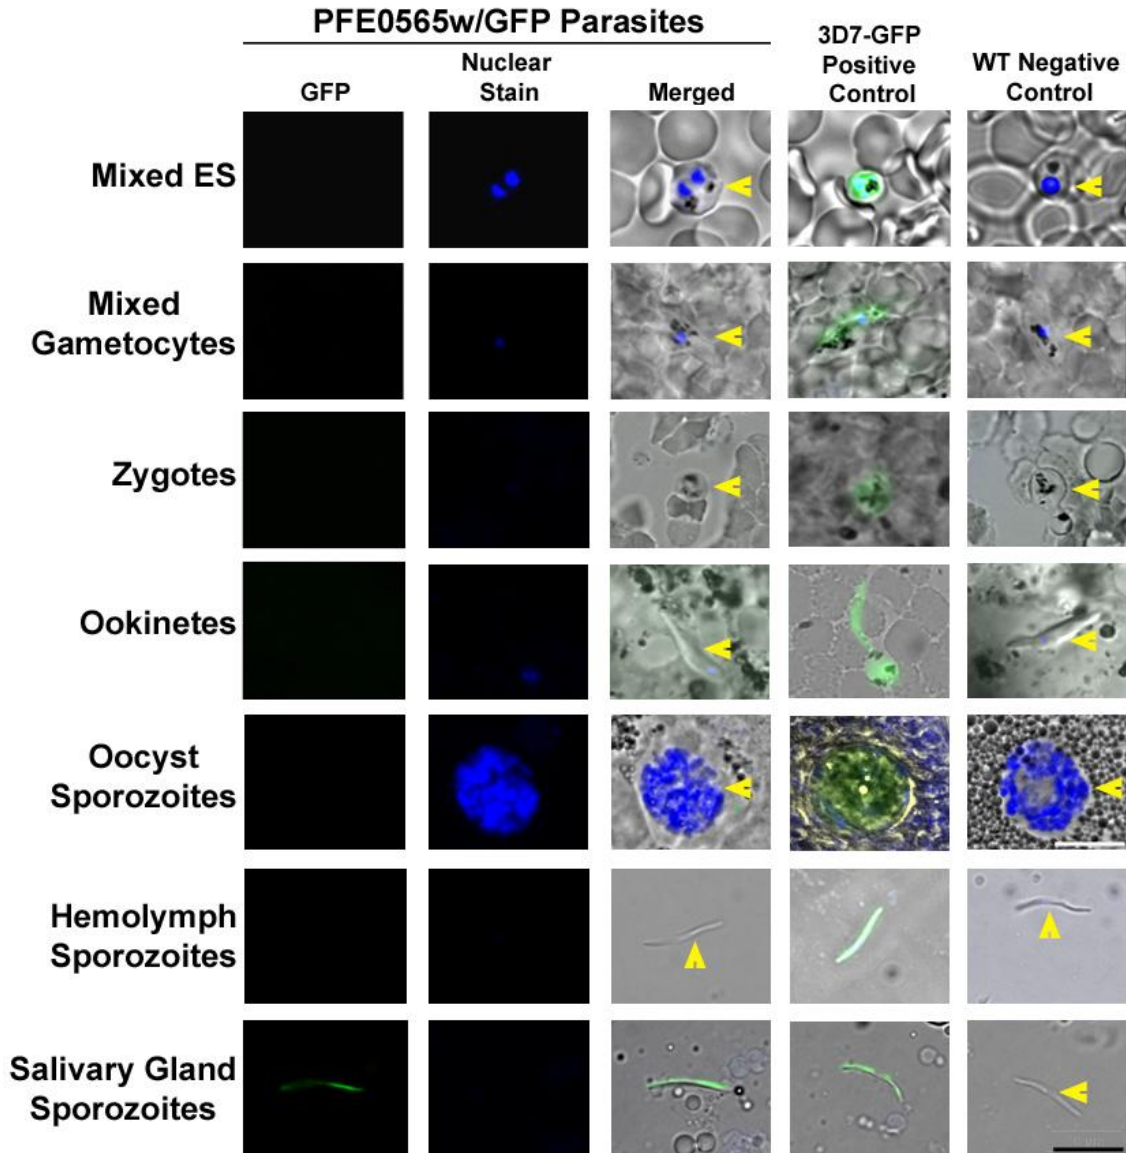 PFE0565w/GFP Parasites
GFP
Nuclear
Stain
Merged
3D7-GFP
Positive
Control
WT Negative
Control
Mixed ES
Mixed
Gametocytes
Zygotes
Ookinetes
Oocyst
Sporozoites
Hemolymph
Sporozoites
Salivary Gland
Sporozoites